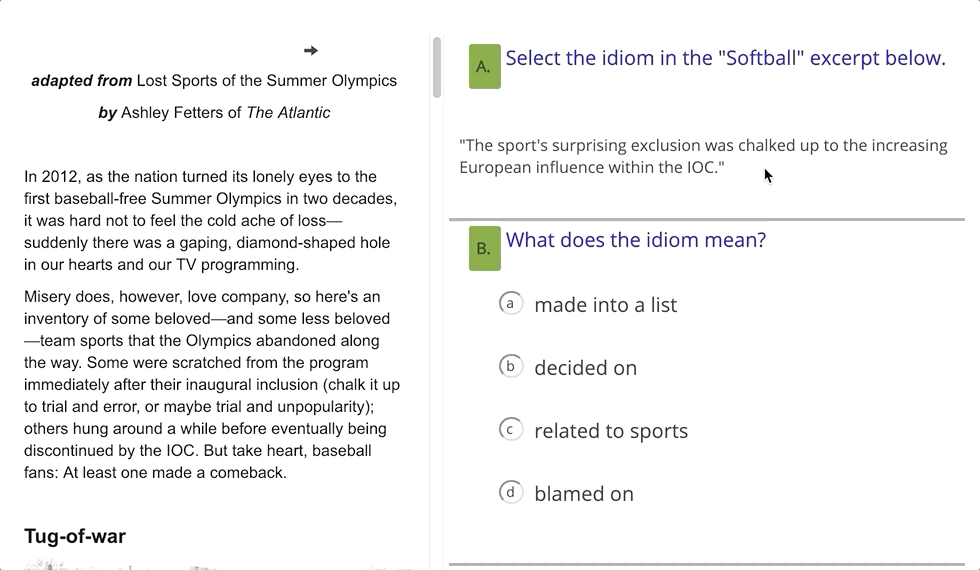 adapted from Lost Sports of the Summer Olympics
by Ashley Fetters of The Atlantic
In 2012, as the nation turned its lonely eyes to the
first baseball-free Summer Olympics in two decades,
it was hard not to feel the cold ache of loss—
suddenly there was a gaping, diamond-shaped hole
in our hearts and our TV programming.
Misery does, however, love company, so here's an
inventory of some beloved—and some less beloved
—team sports that the Olympics abandoned along
the way. Some were scratched from the program
immediately after their inaugural inclusion (chalk it up
to trial and error, or maybe trial and unpopularity);
others hung around a while before eventually being
discontinued by the IOC. But take heart, baseball
fans: At least one made a comeback.
Tug-of-war
A. Select the idiom in the "Softball" excerpt below.
"The sport's surprising exclusion was chalked up to the increasing
European influence within the IOC."
B. What does the idiom mean?
a made into a list
b decided on
c related to sports
d blamed on